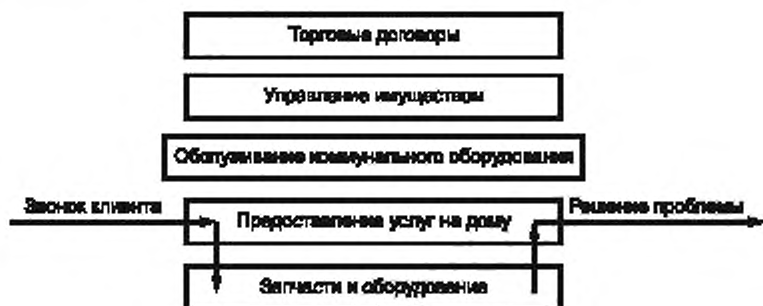 Торговые договоры
Управление имуществом
Обслуживание коммунального оборудования
Звонок клиента
Предоставление услуг на дому
Решение проблемы
Запчасти и оборудование